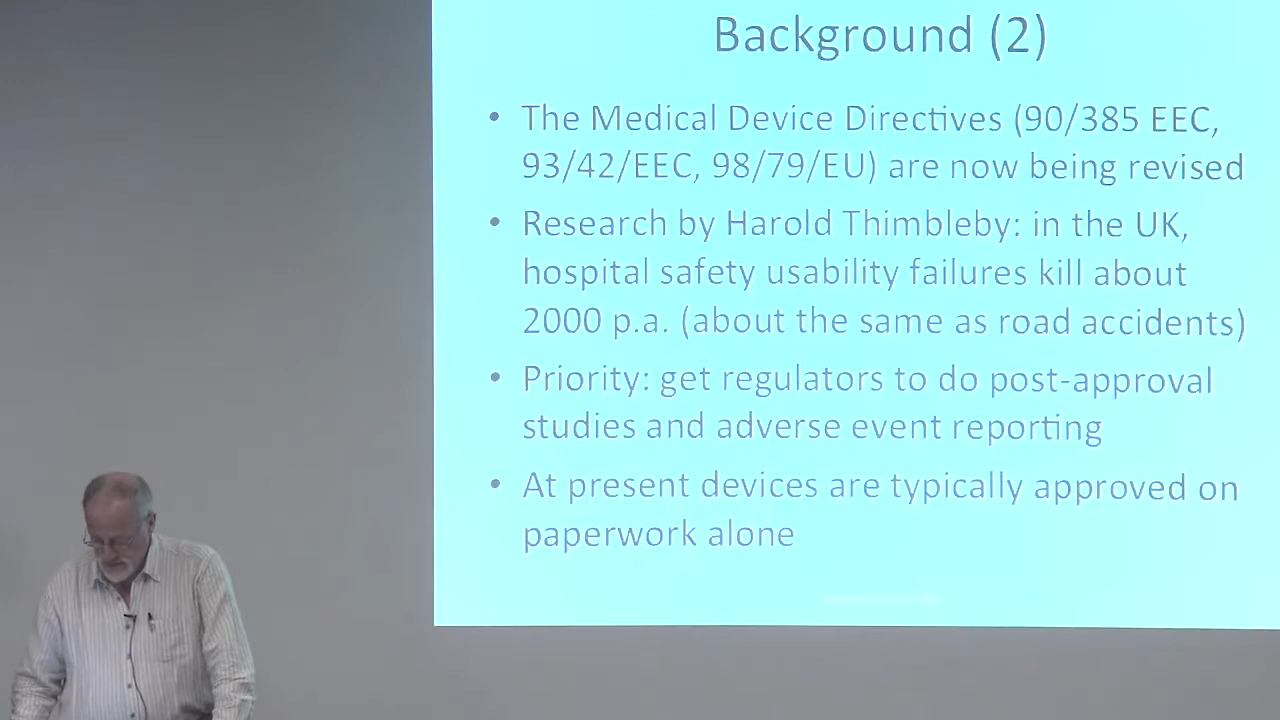 Background (2)
• The Medical Device Directives (90/385 EEC,
93/42/EEC, 98/79/EU) are now being revised
• Research by Harold Thimbleby: in the UK,
hospital safety usability failures kill about
2000 p.a. (about the same as road accidents)
• Priority: get regulators to do post-approval
studies and adverse event reporting
• At present devices are typically approved on
paperwork alone